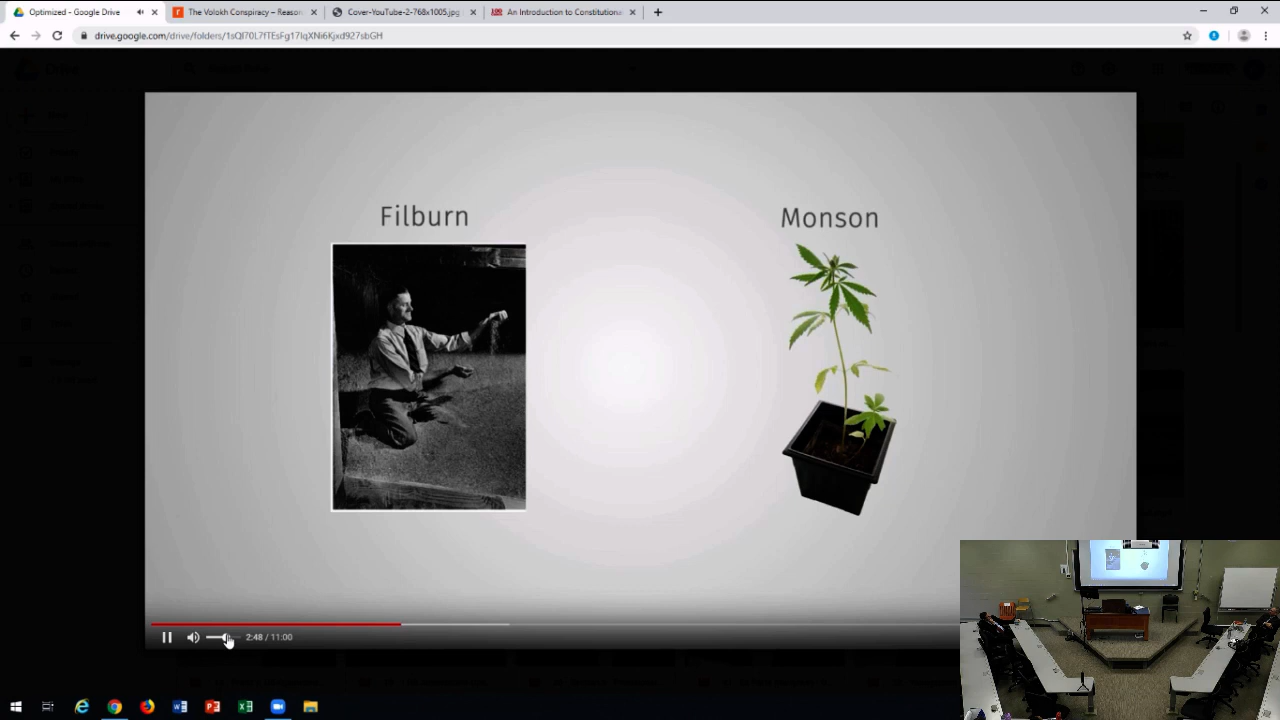 Optimized - Google Drive
The Volokh Conspiracy - Reason
Cover-YouTube-2-768x1005.jpg
An Introduction to Constitutiona
drive.google.com/drive/folders/1sQf70L7fTEsFg17IqXNi6Kjxd927sbGH
Filburn
Monson
2:48 / 11:00